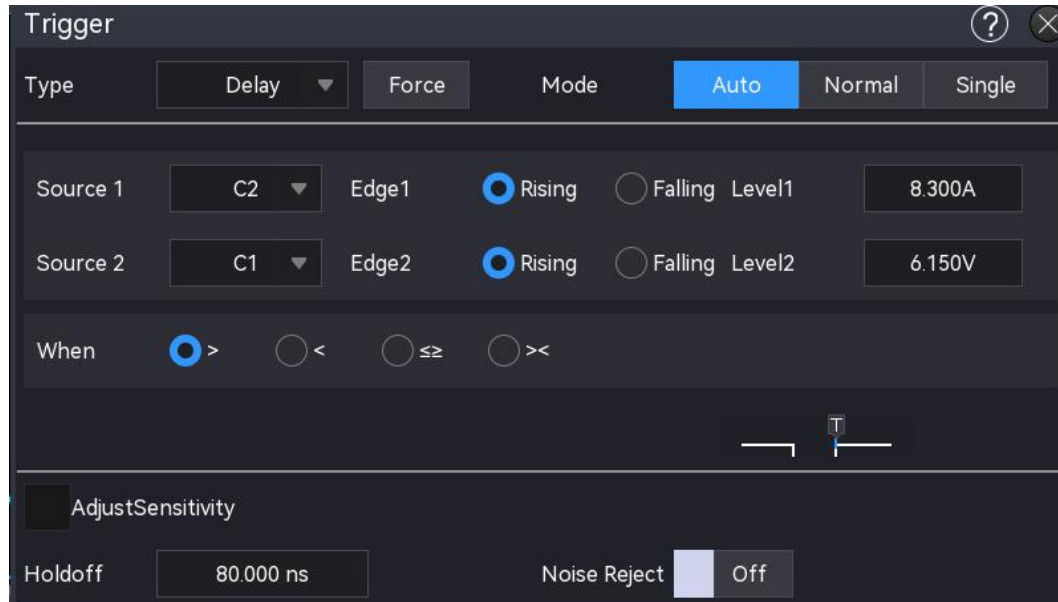 Trigger ?
Type Delay Force Mode Auto Normal Single
Source 1 C2 Edge1 Rising Falling Level1 8.300A
Source 2 C1 Edge2 Rising Falling Level2 6.150V
When > < ≤≥ ><
T
AdjustSensitivity
Holdoff 80.000 ns Noise Reject Off